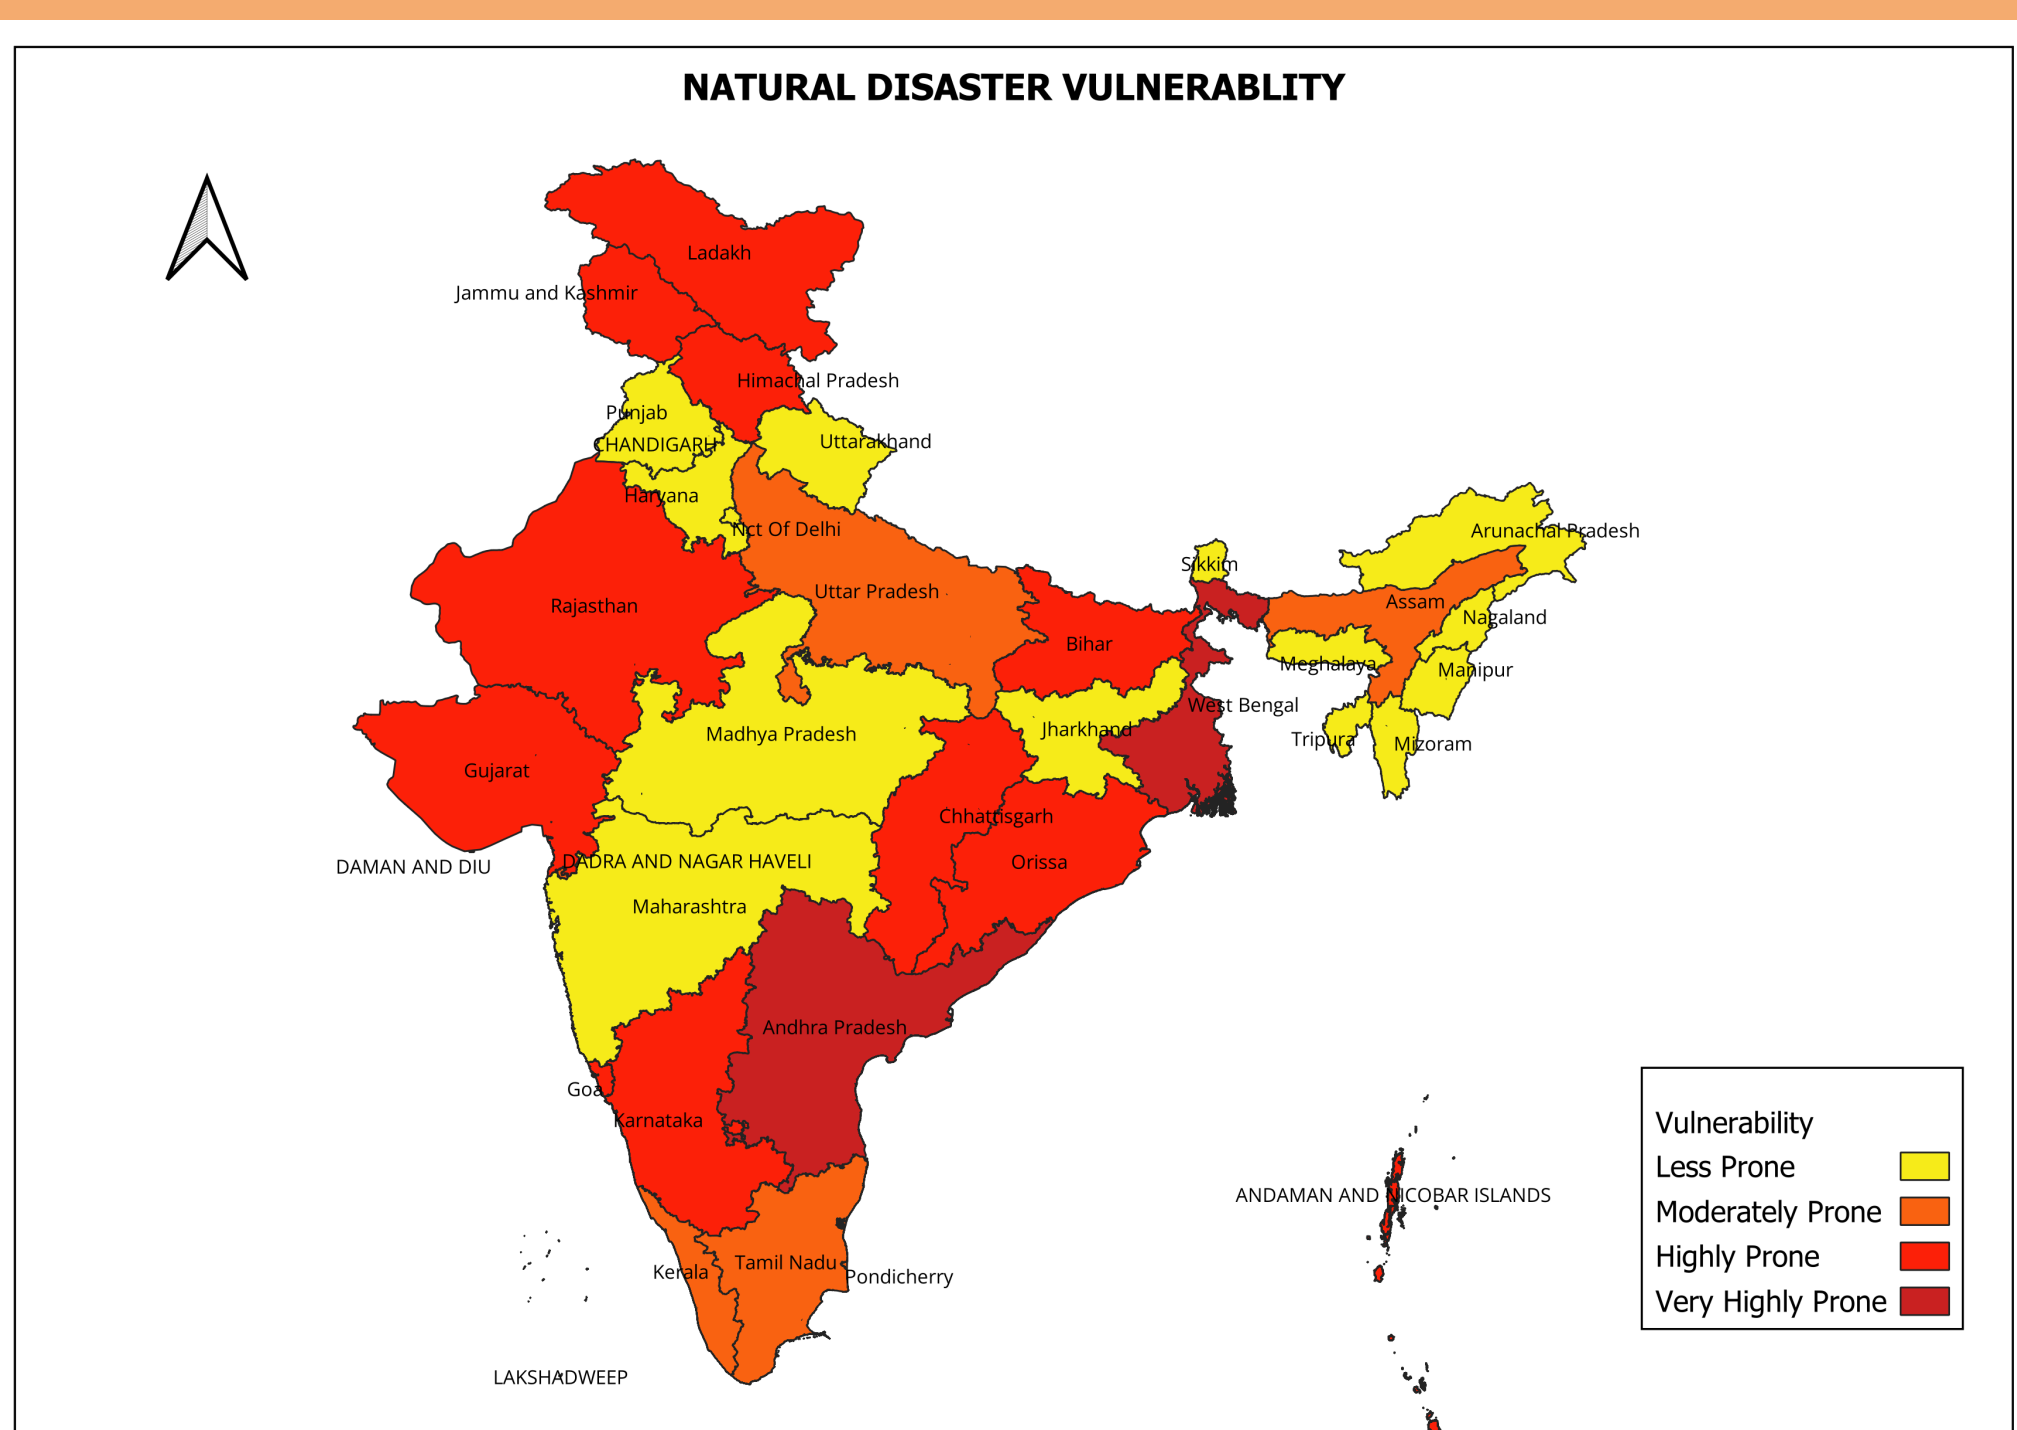 NATURAL DISASTER VULNERABLITY
Ladakh
Jammu and Kashmir
Himachal Pradesh
Punjab
Uttarakhand
CHANDIGARH
Haryana
Nct Of Delhi
Arunachal Pradesh
Sikkim
Uttar Pradesh
Assam
Rajasthan
Nagaland
Bihar
Meghalaya
Manipur
West Bengal
Jharkhand
Madhya Pradesh
Tripura
Mizoram
Gujarat
Chhattisgarh
DAMAN AND DIU
DADRA AND NAGAR HAVELI
Orissa
Maharashtra
Andhra Pradesh
Goa
Karnataka
Vulnerability
Less Prone
Moderately Prone
Highly Prone
Very Highly Prone
ANDAMAN AND NICOBAR ISLANDS
Tamil Nadu
Kerala
Pondicherry
LAKSHADWEEP